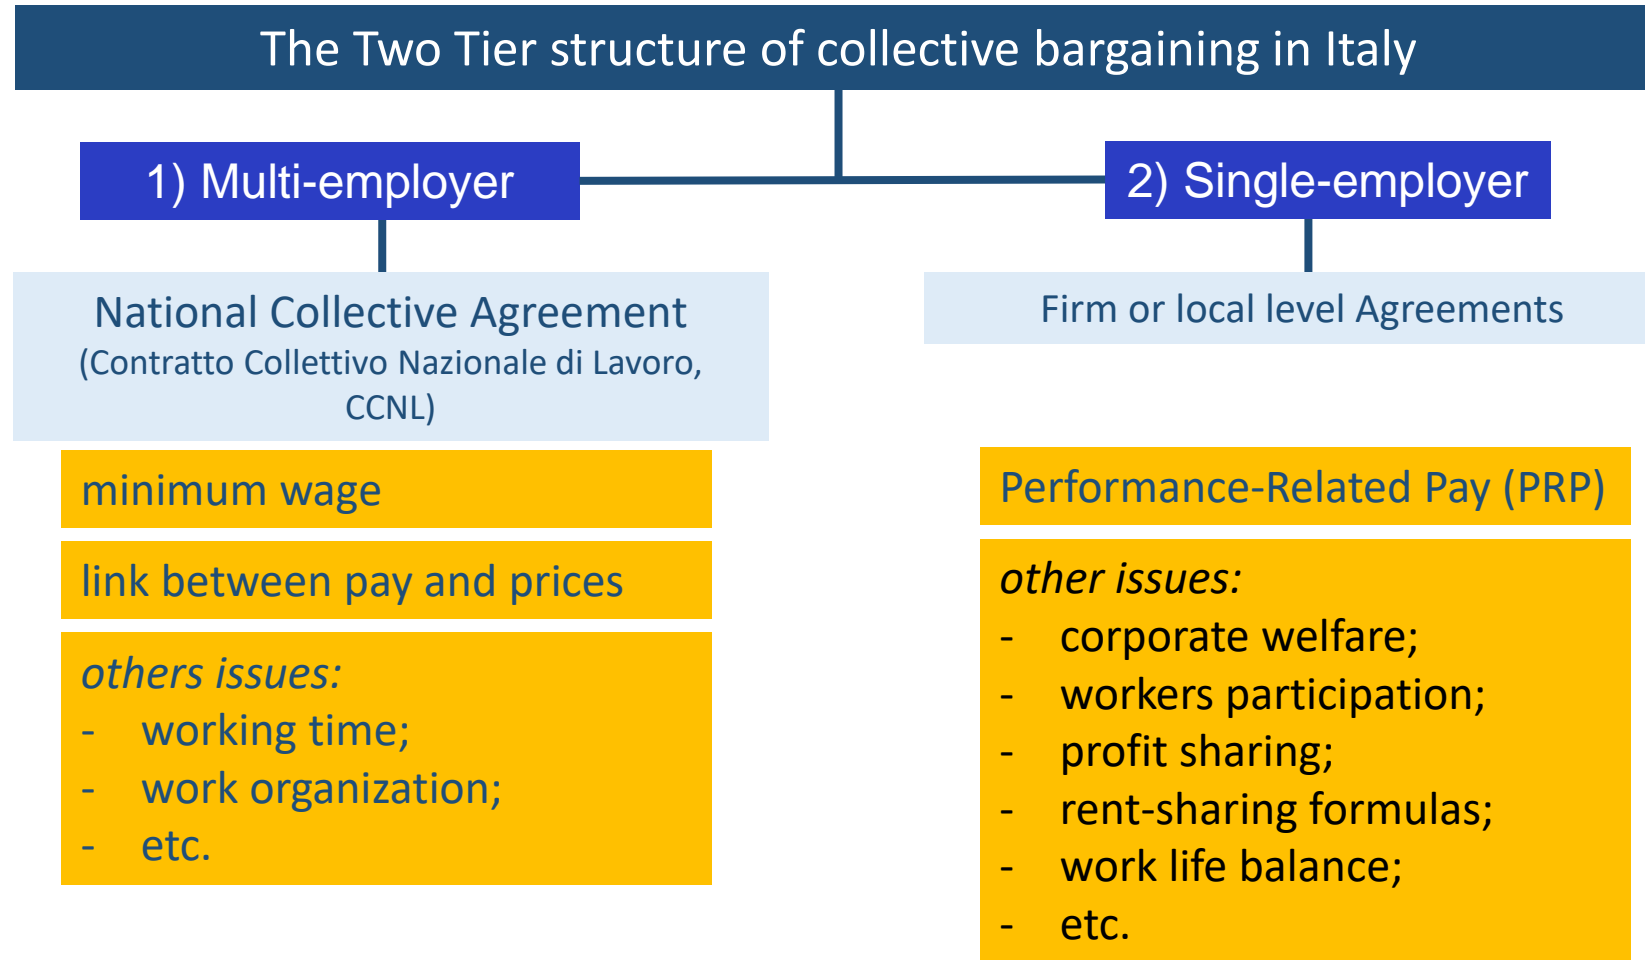 The Two Tier structure of collective bargaining in Italy
1) Multi-employer
National Collective Agreement
(Contratto Collettivo Nazionale di Lavoro,
CCNL)
minimum wage
link between pay and prices
others issues:
- working time;
- work organization;
- etc.
2) Single-employer
Firm or local level Agreements
Performance-Related Pay (PRP)
other issues:
- corporate welfare;
- workers participation;
- profit sharing;
- rent-sharing formulas;
- work life balance;
- etc.